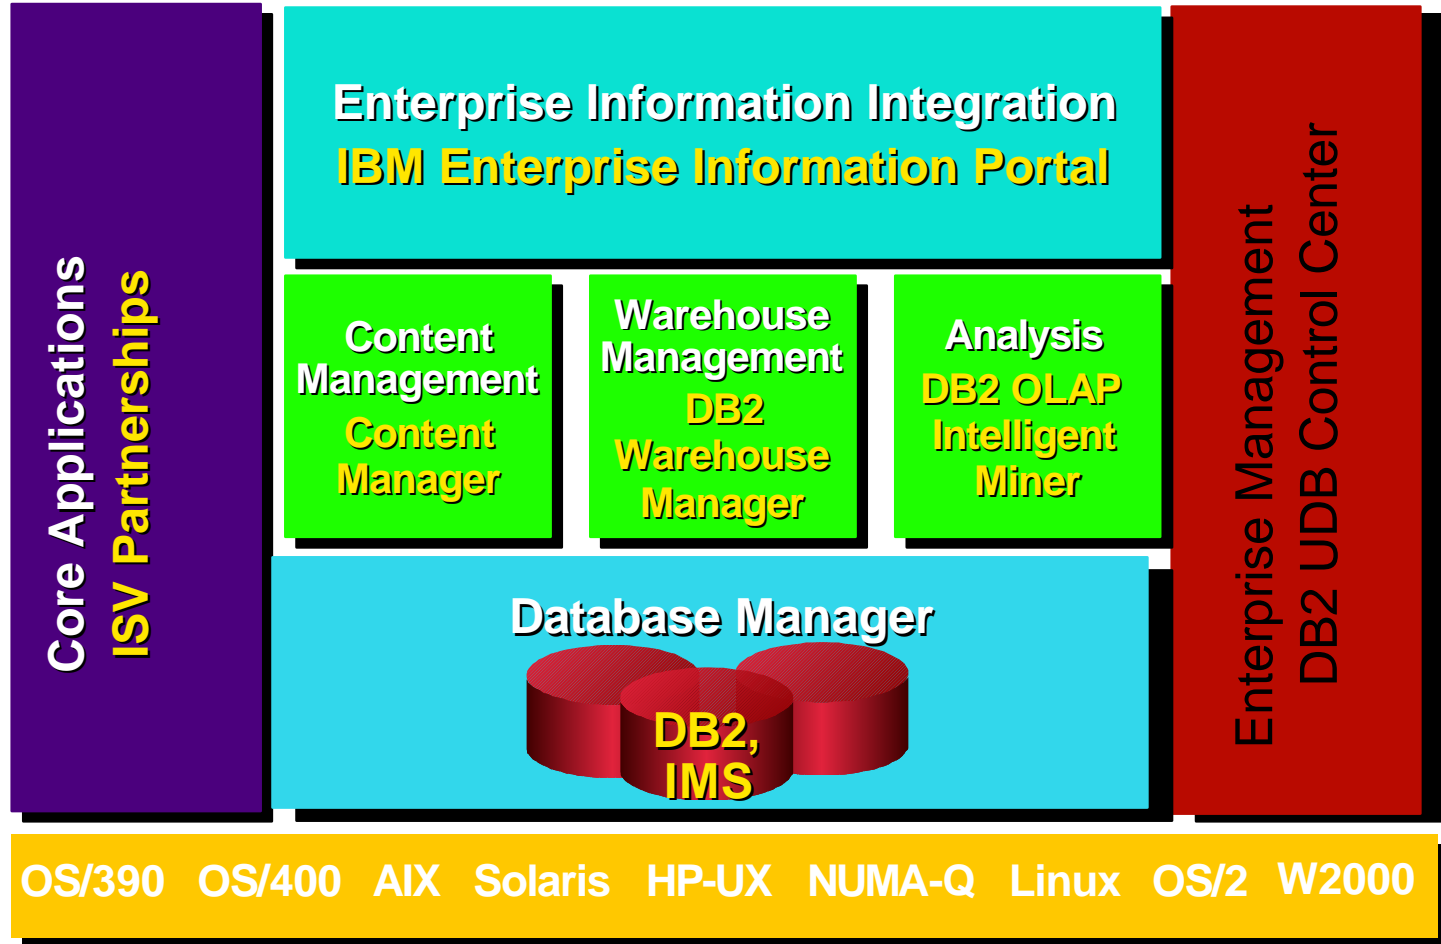 Core Applications
ISV Partnerships
Enterprise Information Integration
IBM Enterprise Information Portal
Content
Management
Content
Manager
Warehouse
Management
DB2
Warehouse
Manager
Analysis
DB2 OLAP
Intelligent
Miner
Enterprise Management
DB2 UDB Control Center
Database Manager
DB2,
IMS
OS/390 OS/400 AIX Solaris HP-UX NUMA-Q Linux OS/2 W2000